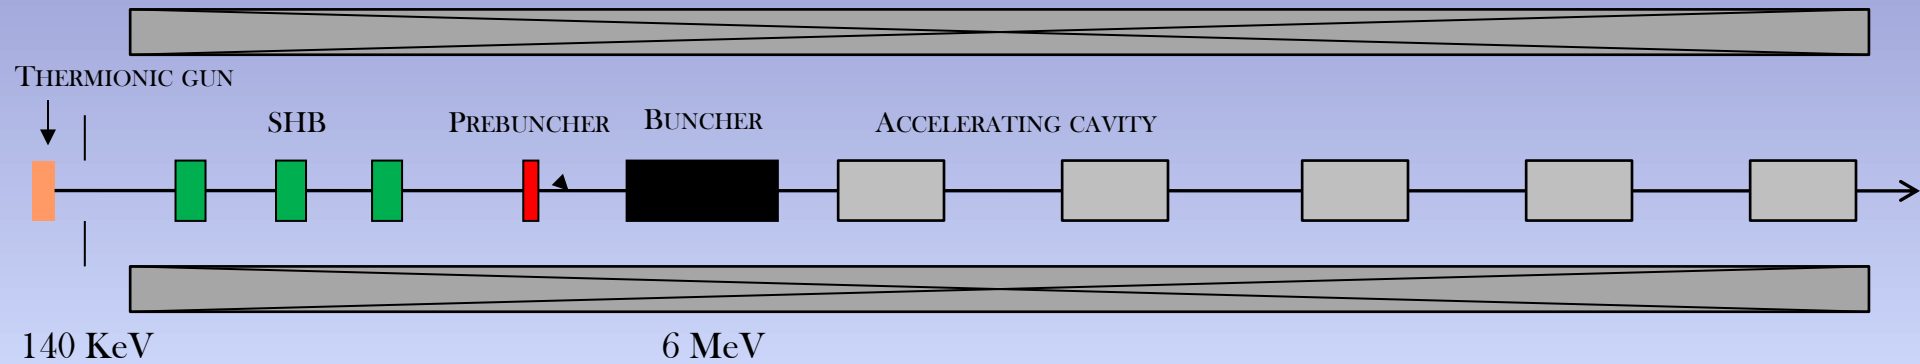 Thermionic gun
SHB
Prebuncher
Buncher
Accelerating cavity
140 KeV
6 MeV